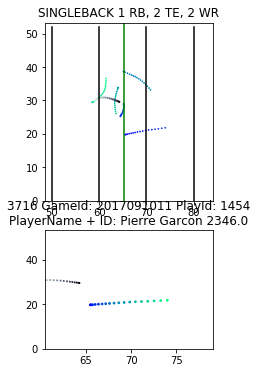 SINGLEBACK 1 RB, 2 TE, 2 WR
50
40
30
20
10
0
50 60 70 80
3716 GameId: 2017091011 PlayId: 1454
PlayerName + ID: Pierre Garcon 2346.0
40
20
0
65 70 75